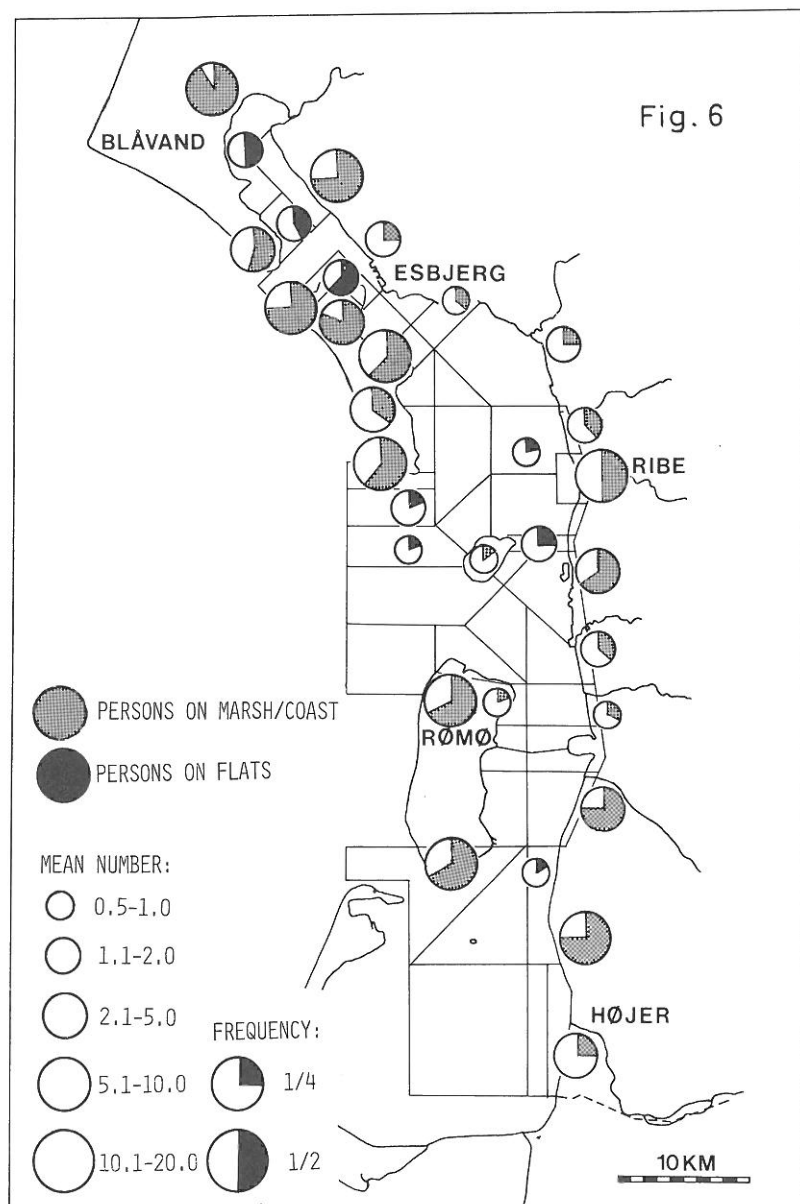 Fig. 6
BLÅVAND
ESBJERG
RIBE
PERSONS ON MARSH/COAST
RØMØ
PERSONS ON FLATS
MEAN NUMBER:
0.5-1.0
1.1-2.0
2.1-5.0
5.1-10.0
10.1-20.0
FREQUENCY:
1/4
1/2
HØJER
10KM